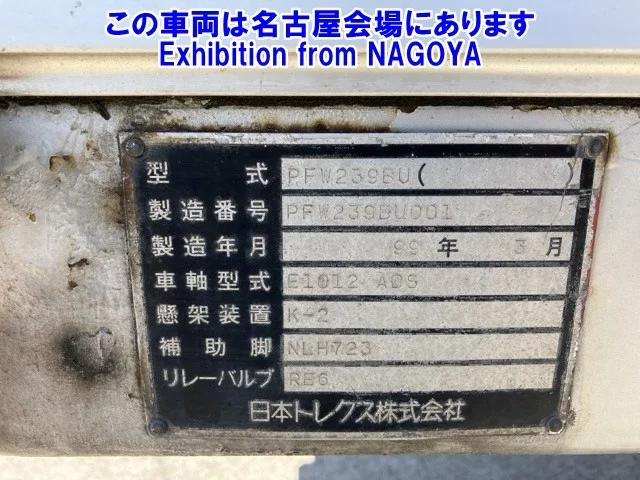 この車両は名古屋会場にあります
Exhibition from NAGOYA
型式 PFW239BU( )
製造番号 PFW239BU001
製造年月 99年 3月
車軸型式 E1012 ABS
懸架装置 K-2
補助脚 NLH723
リレーバルブ RE6
日本トレクス株式会社